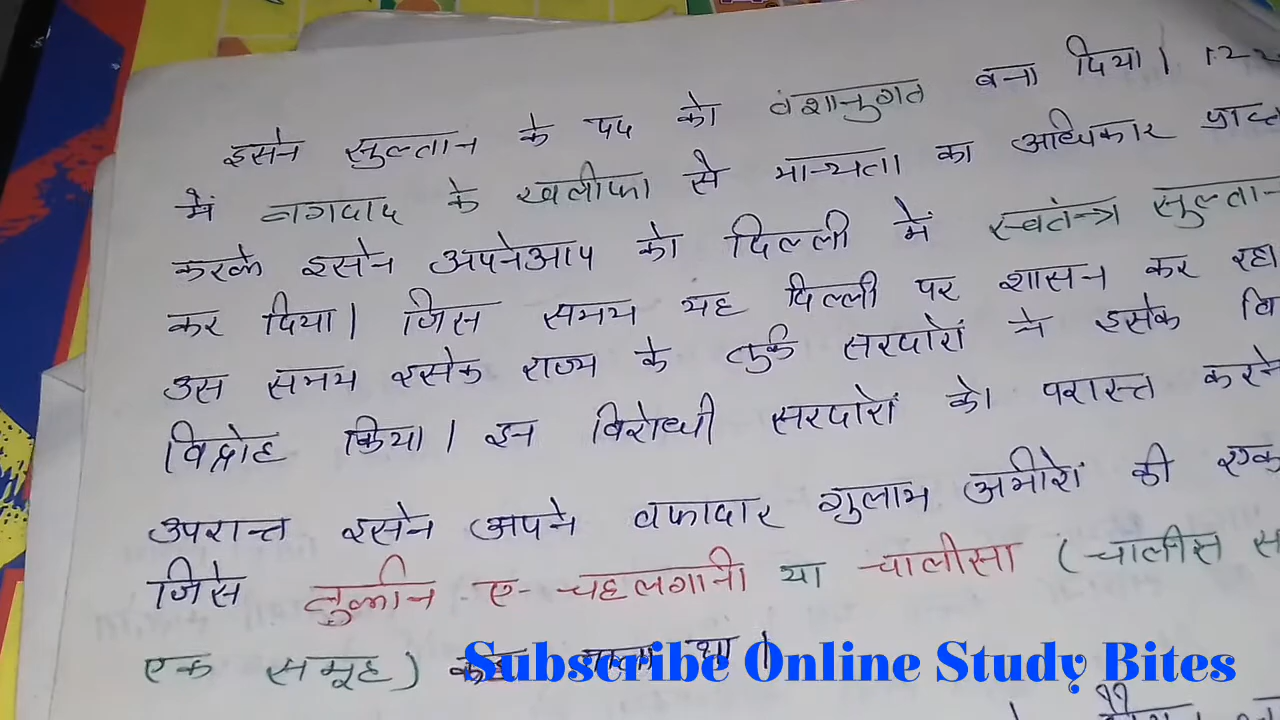 इसने सुल्तान के पद को वंशानुगत बना दिया। 122
में बगदाद के खलीफा से मान्यता का अधिकार प्राप्त
करके इसने अपनेआप को दिल्ली में स्वतंन्त्र सुल्ता
कर दिया। जिस समय यह दिल्ली पर शासन कर रहा
उस समय इसके राज्य के तुर्क सरदारों ने इसके वि
विद्रोह किया। इन विरोधी सरदारों को परास्त करने
उपरान्त इसने अपने वफादार गुलाम अमीरों की एक
जिसे तुर्कान-ए-चहलगानी या चालीसा (चालीस स
एक समूह) कहा जाता था।
Subscribe Online Study Bites